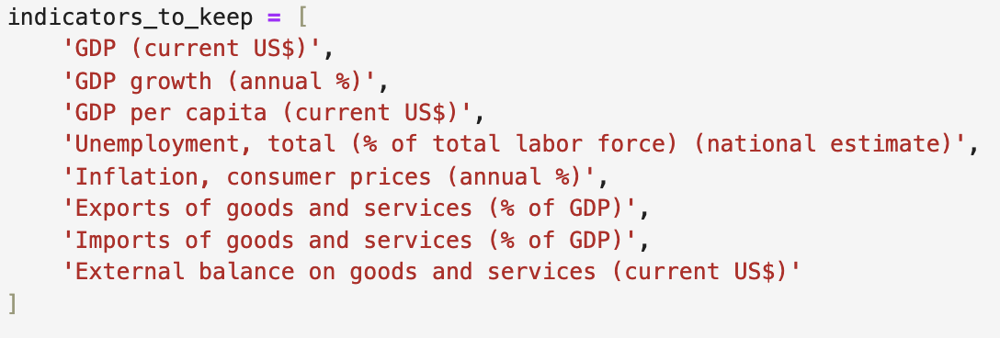 indicators_to_keep = [
    'GDP (current US$)',
    'GDP growth (annual %)',
    'GDP per capita (current US$)',
    'Unemployment, total (% of total labor force) (national estimate)',
    'Inflation, consumer prices (annual %)',
    'Exports of goods and services (% of GDP)',
    'Imports of goods and services (% of GDP)',
    'External balance on goods and services (current US$)'
]